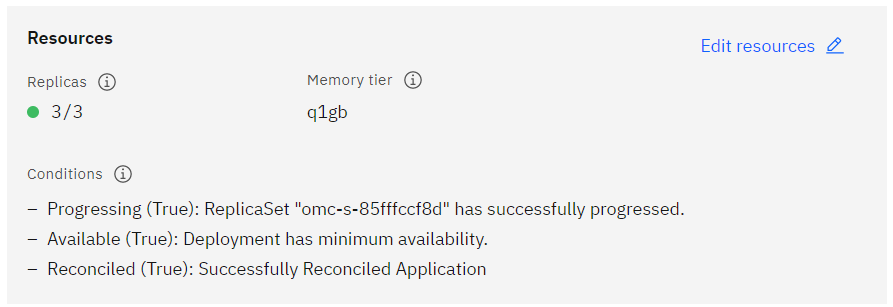 Resources
Edit resources
Replicas
Memory tier
3/3
q1gb
Conditions
– Progressing (True): ReplicaSet "omc-s-85fffccf8d" has successfully progressed.
– Available (True): Deployment has minimum availability.
– Reconciled (True): Successfully Reconciled Application